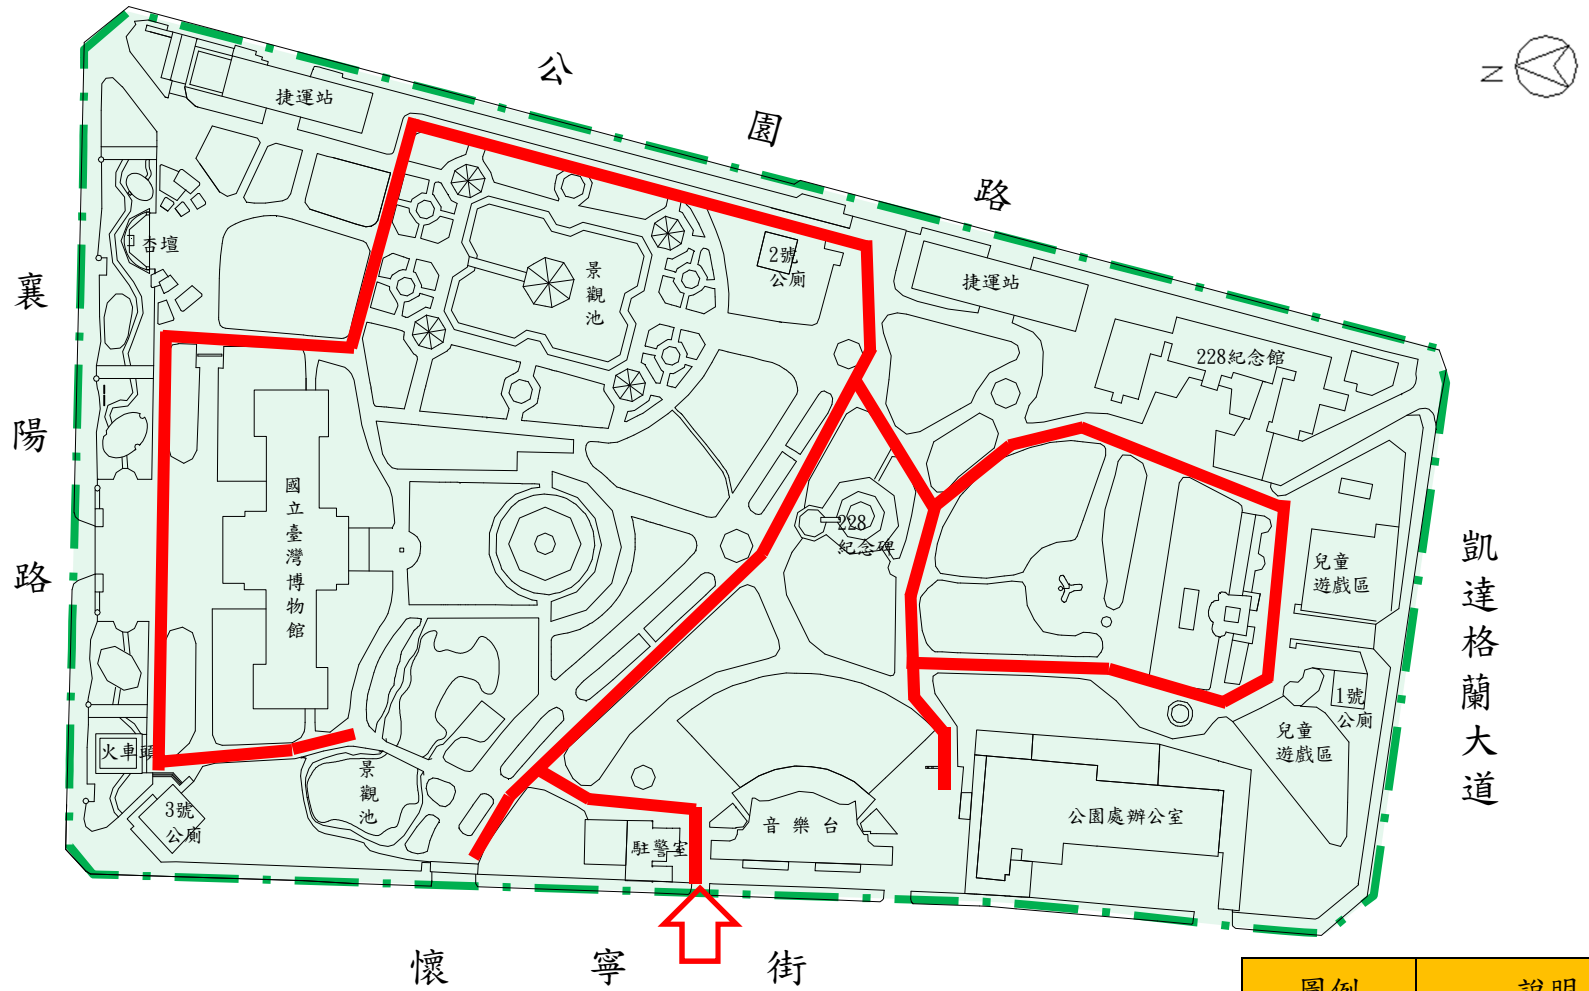 公園路
N
捷運站
杏壇
2號
公廁
景觀池
捷運站
228紀念館
襄陽路
國立臺灣博物館
228
紀念碑
兒童
遊戲區
凱達格蘭大道
1號
公廁
兒童
遊戲區
火車頭
景觀池
3號
公廁
駐警室
音樂台
公園處辦公室
懷寧街
圖例 說明